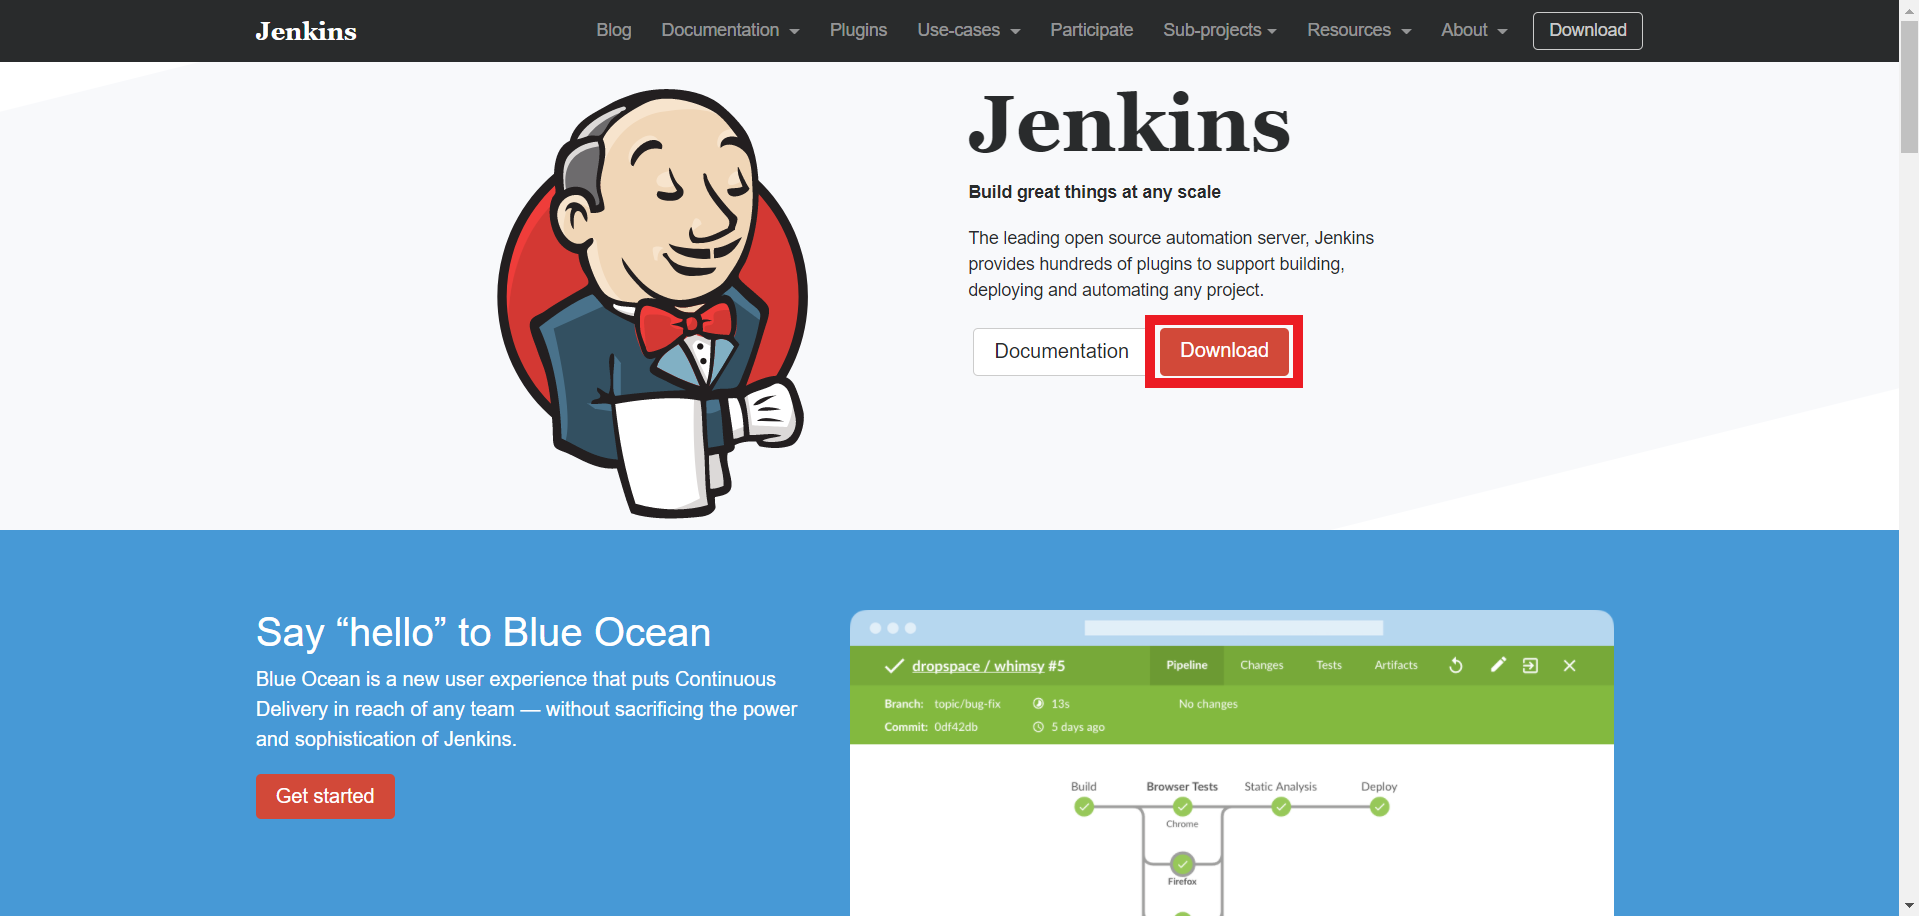 Jenkins
Blog Documentation Plugins Use-cases Participate Sub-projects Resources About Download
Jenkins
Build great things at any scale
The leading open source automation server, Jenkins
provides hundreds of plugins to support building,
deploying and automating any project.
Documentation Download
Say “hello” to Blue Ocean
Blue Ocean is a new user experience that puts Continuous
Delivery in reach of any team — without sacrificing the power
and sophistication of Jenkins.
Get started
dropspace / whimsy #5
Pipeline Changes Tests Artifacts
Branch: topic/bug-fix 13s No changes
Commit: 0df42db 5 days ago
Build Browser Tests Static Analysis Deploy
Chrome
Firefox